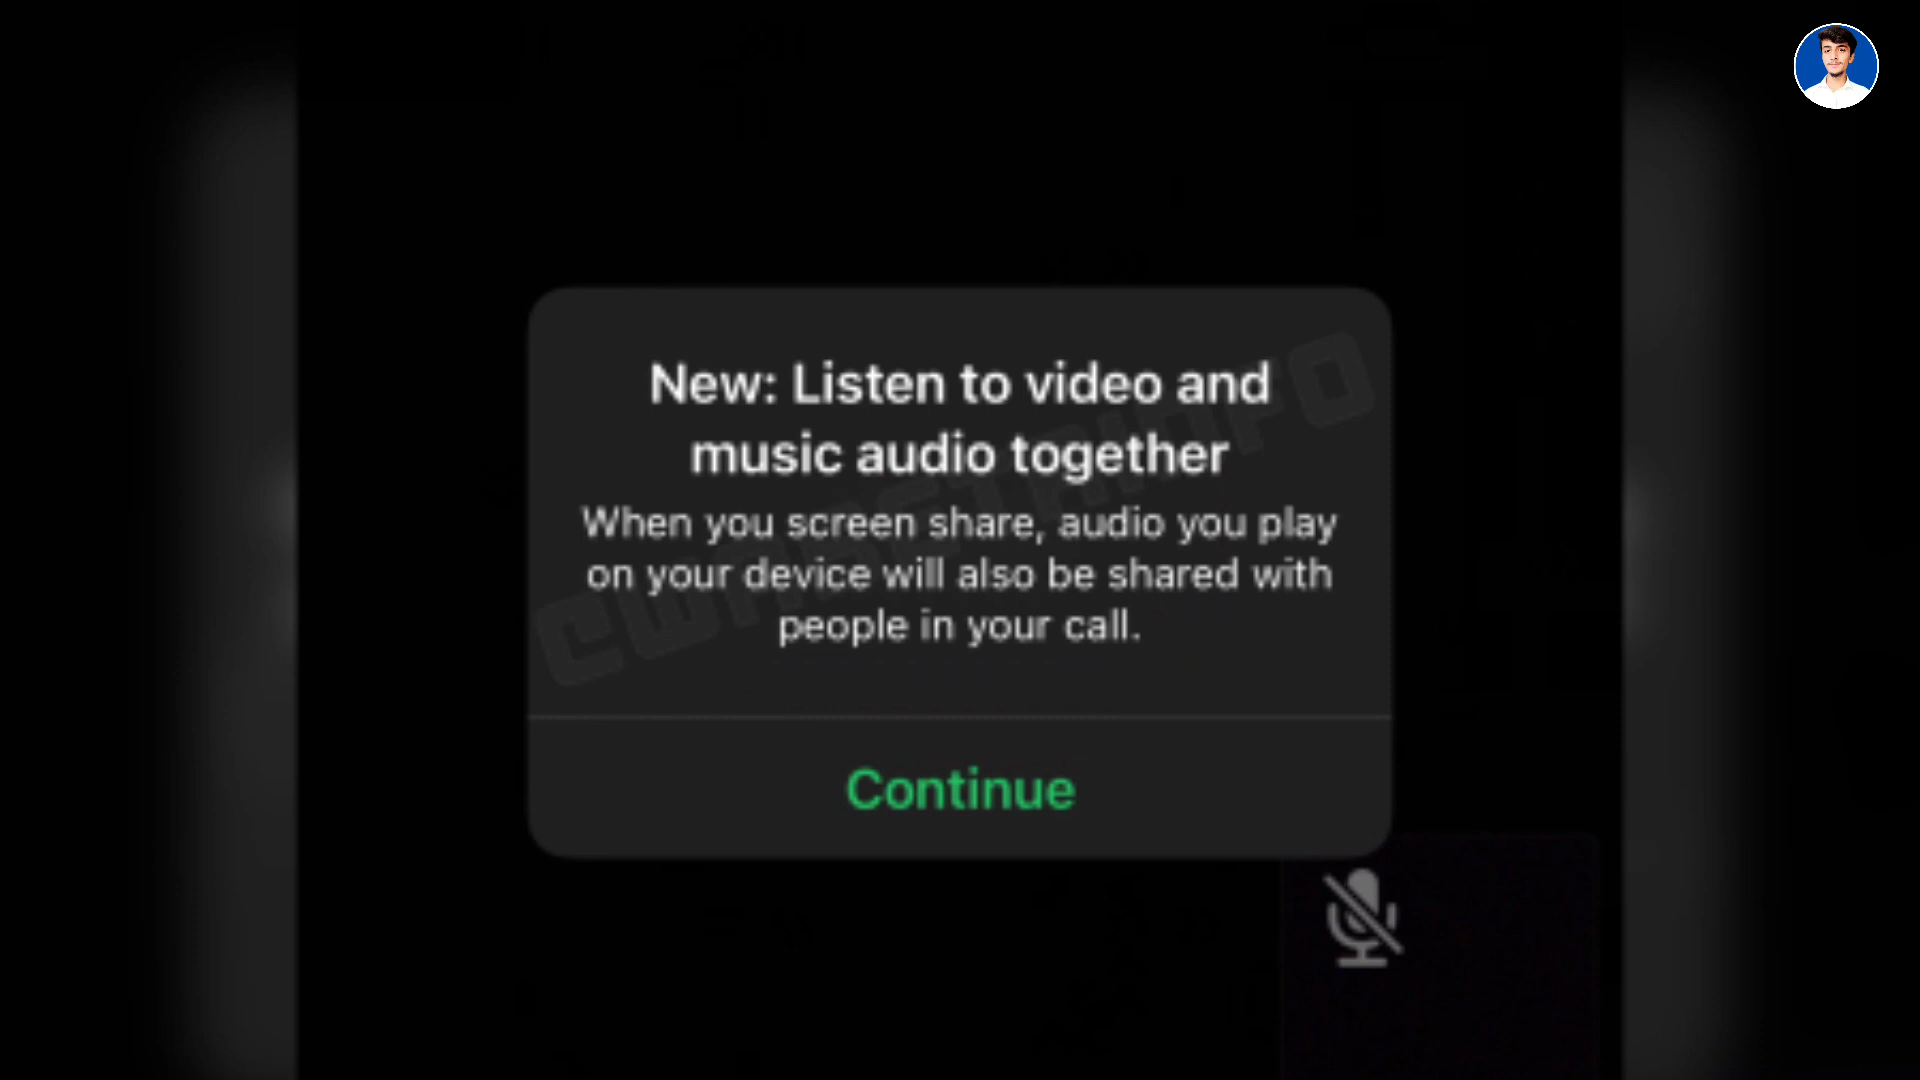 New: Listen to video and
music audio together
When you screen share, audio you play
on your device will also be shared with
people in your call.
Continue